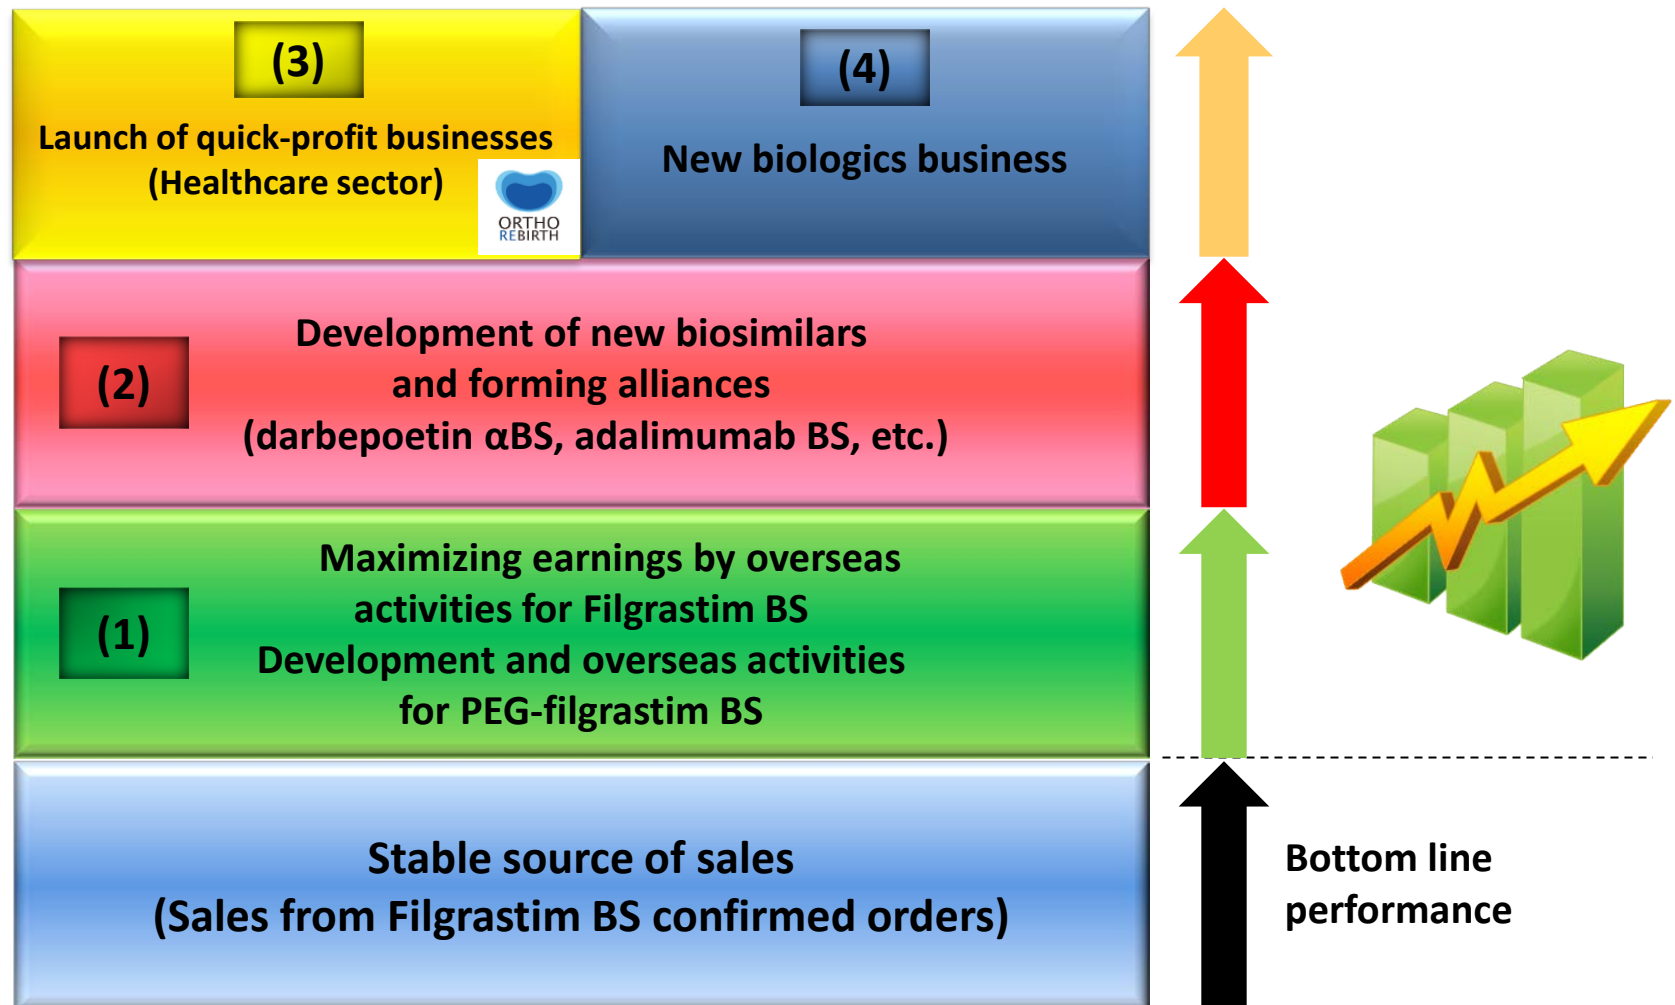 (3)
Launch of quick-profit businesses
(Healthcare sector)
ORTHO
REBIRTH
(4)
New biologics business
(2)
Development of new biosimilars
and forming alliances
(darbepoetin αBS, adalimumab BS, etc.)
(1)
Maximizing earnings by overseas
activities for Filgrastim BS
Development and overseas activities
for PEG-filgrastim BS
Stable source of sales
(Sales from Filgrastim BS confirmed orders)
Bottom line
performance